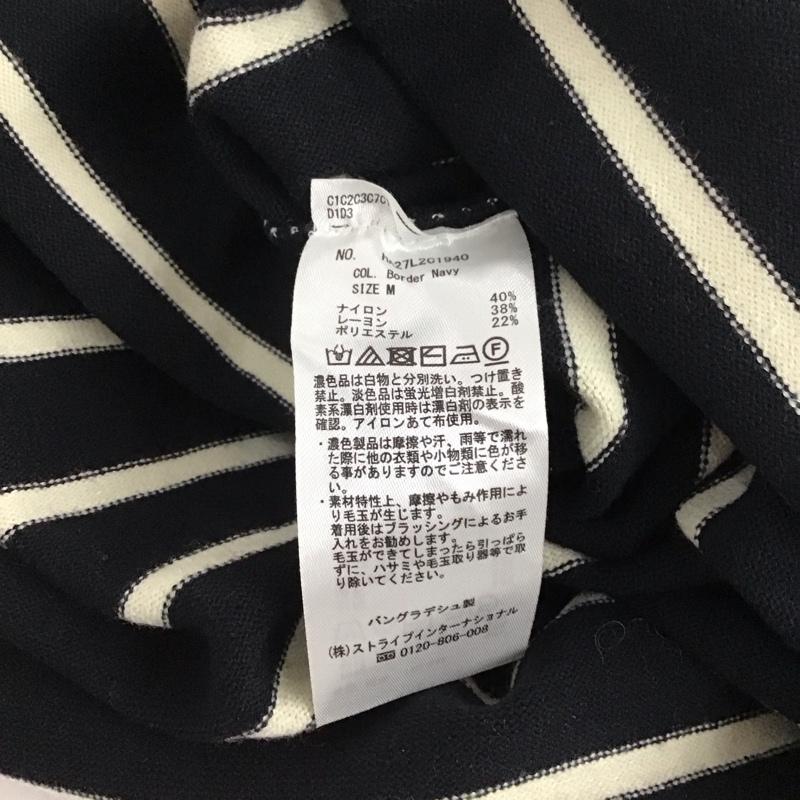 C1C2C3C7C
D1D3
NO. 27L2C1940
COL. Border Navy
SIZE M
ナイロン 40%
レーヨン 38%
ポリエステル 22%
濃色品は白物と分別洗い。つけ置き
禁止。淡色品は蛍光増白剤禁止。酸
素系漂白剤使用時は漂白剤の表示を
確認。アイロンあて布使用。
・濃色製品は摩擦や汗、雨等で濡れ
た際に他の衣類や小物類に色が移
る事がありますのでご注意くださ
い。
・素材特性上、摩擦やもみ作用によ
り毛玉が生じます。
着用後はブラッシングによるお手
入れをお勧めします。
毛玉ができてしまったら引っぱら
ずに、ハサミや毛玉取り器等で取
り除いてください。
バングラデシュ製
(株)ストライプインターナショナル
0120-806-008